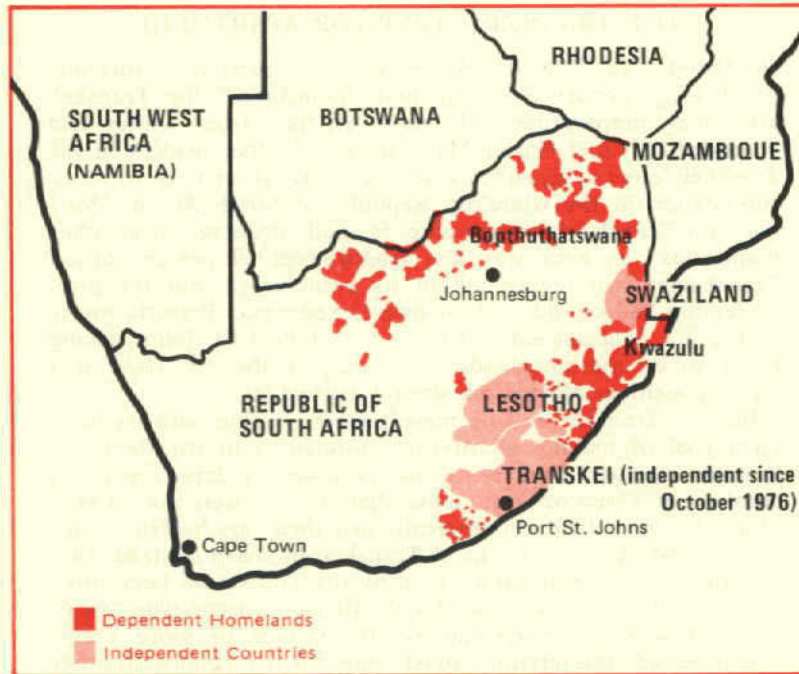 RHODESIA
SOUTH WEST
AFRICA
(NAMIBIA)
BOTSWANA
MOZAMBIQUE
Bopthuthatswana
Johannesburg
SWAZILAND
Kwazulu
REPUBLIC OF
SOUTH AFRICA
LESOTHO
TRANSKEI (independent since
October 1976)
Port St. Johns
Cape Town
Dependent Homelands
Independent Countries